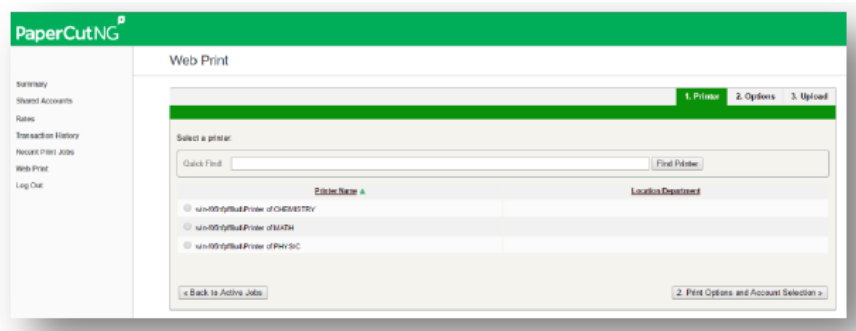 PaperCutNG
Web Print
Summary
Shared Accounts
Rates
Transaction History
Recent Print Jobs
Web Print
Log Out
1. Printer 2. Options 3. Upload
Select a printer:
Quick Find: Find Printer
Printer Name ▲ Location/Department
Printer of CHEMISTRY
Printer of MATH
Printer of PHYSIC
« Back to Active Jobs 2. Print Options and Account Selection »